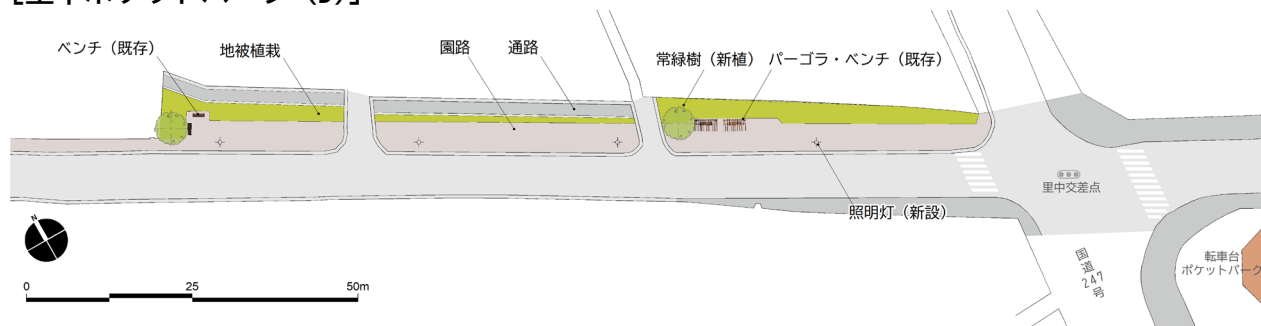 ベンチ（既存）
地被植栽
園路
通路
常緑樹（新植）
パーゴラ・ベンチ（既存）
里中交差点
照明灯（新設）
N
国道247号
転車台
ポケットパーク
0 25 50m